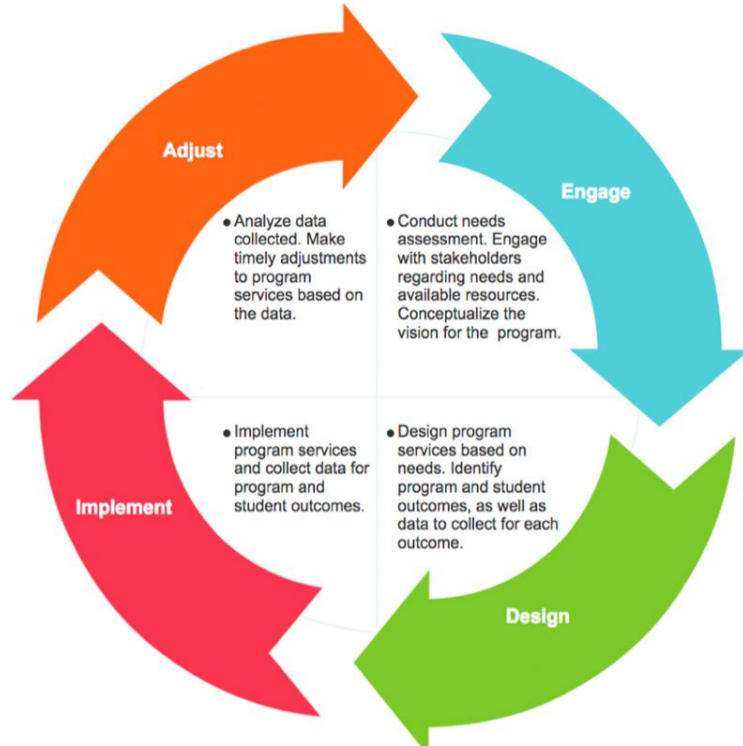 Adjust
• Analyze data
collected. Make
timely adjustments
to program
services based on
the data.
Engage
• Conduct needs
assessment. Engage
with stakeholders
regarding needs and
available resources.
Conceptualize the
vision for the program.
Implement
• Implement
program services
and collect data for
program and
student outcomes.
Design
• Design program
services based on
needs. Identify
program and student
outcomes, as well as
data to collect for each
outcome.